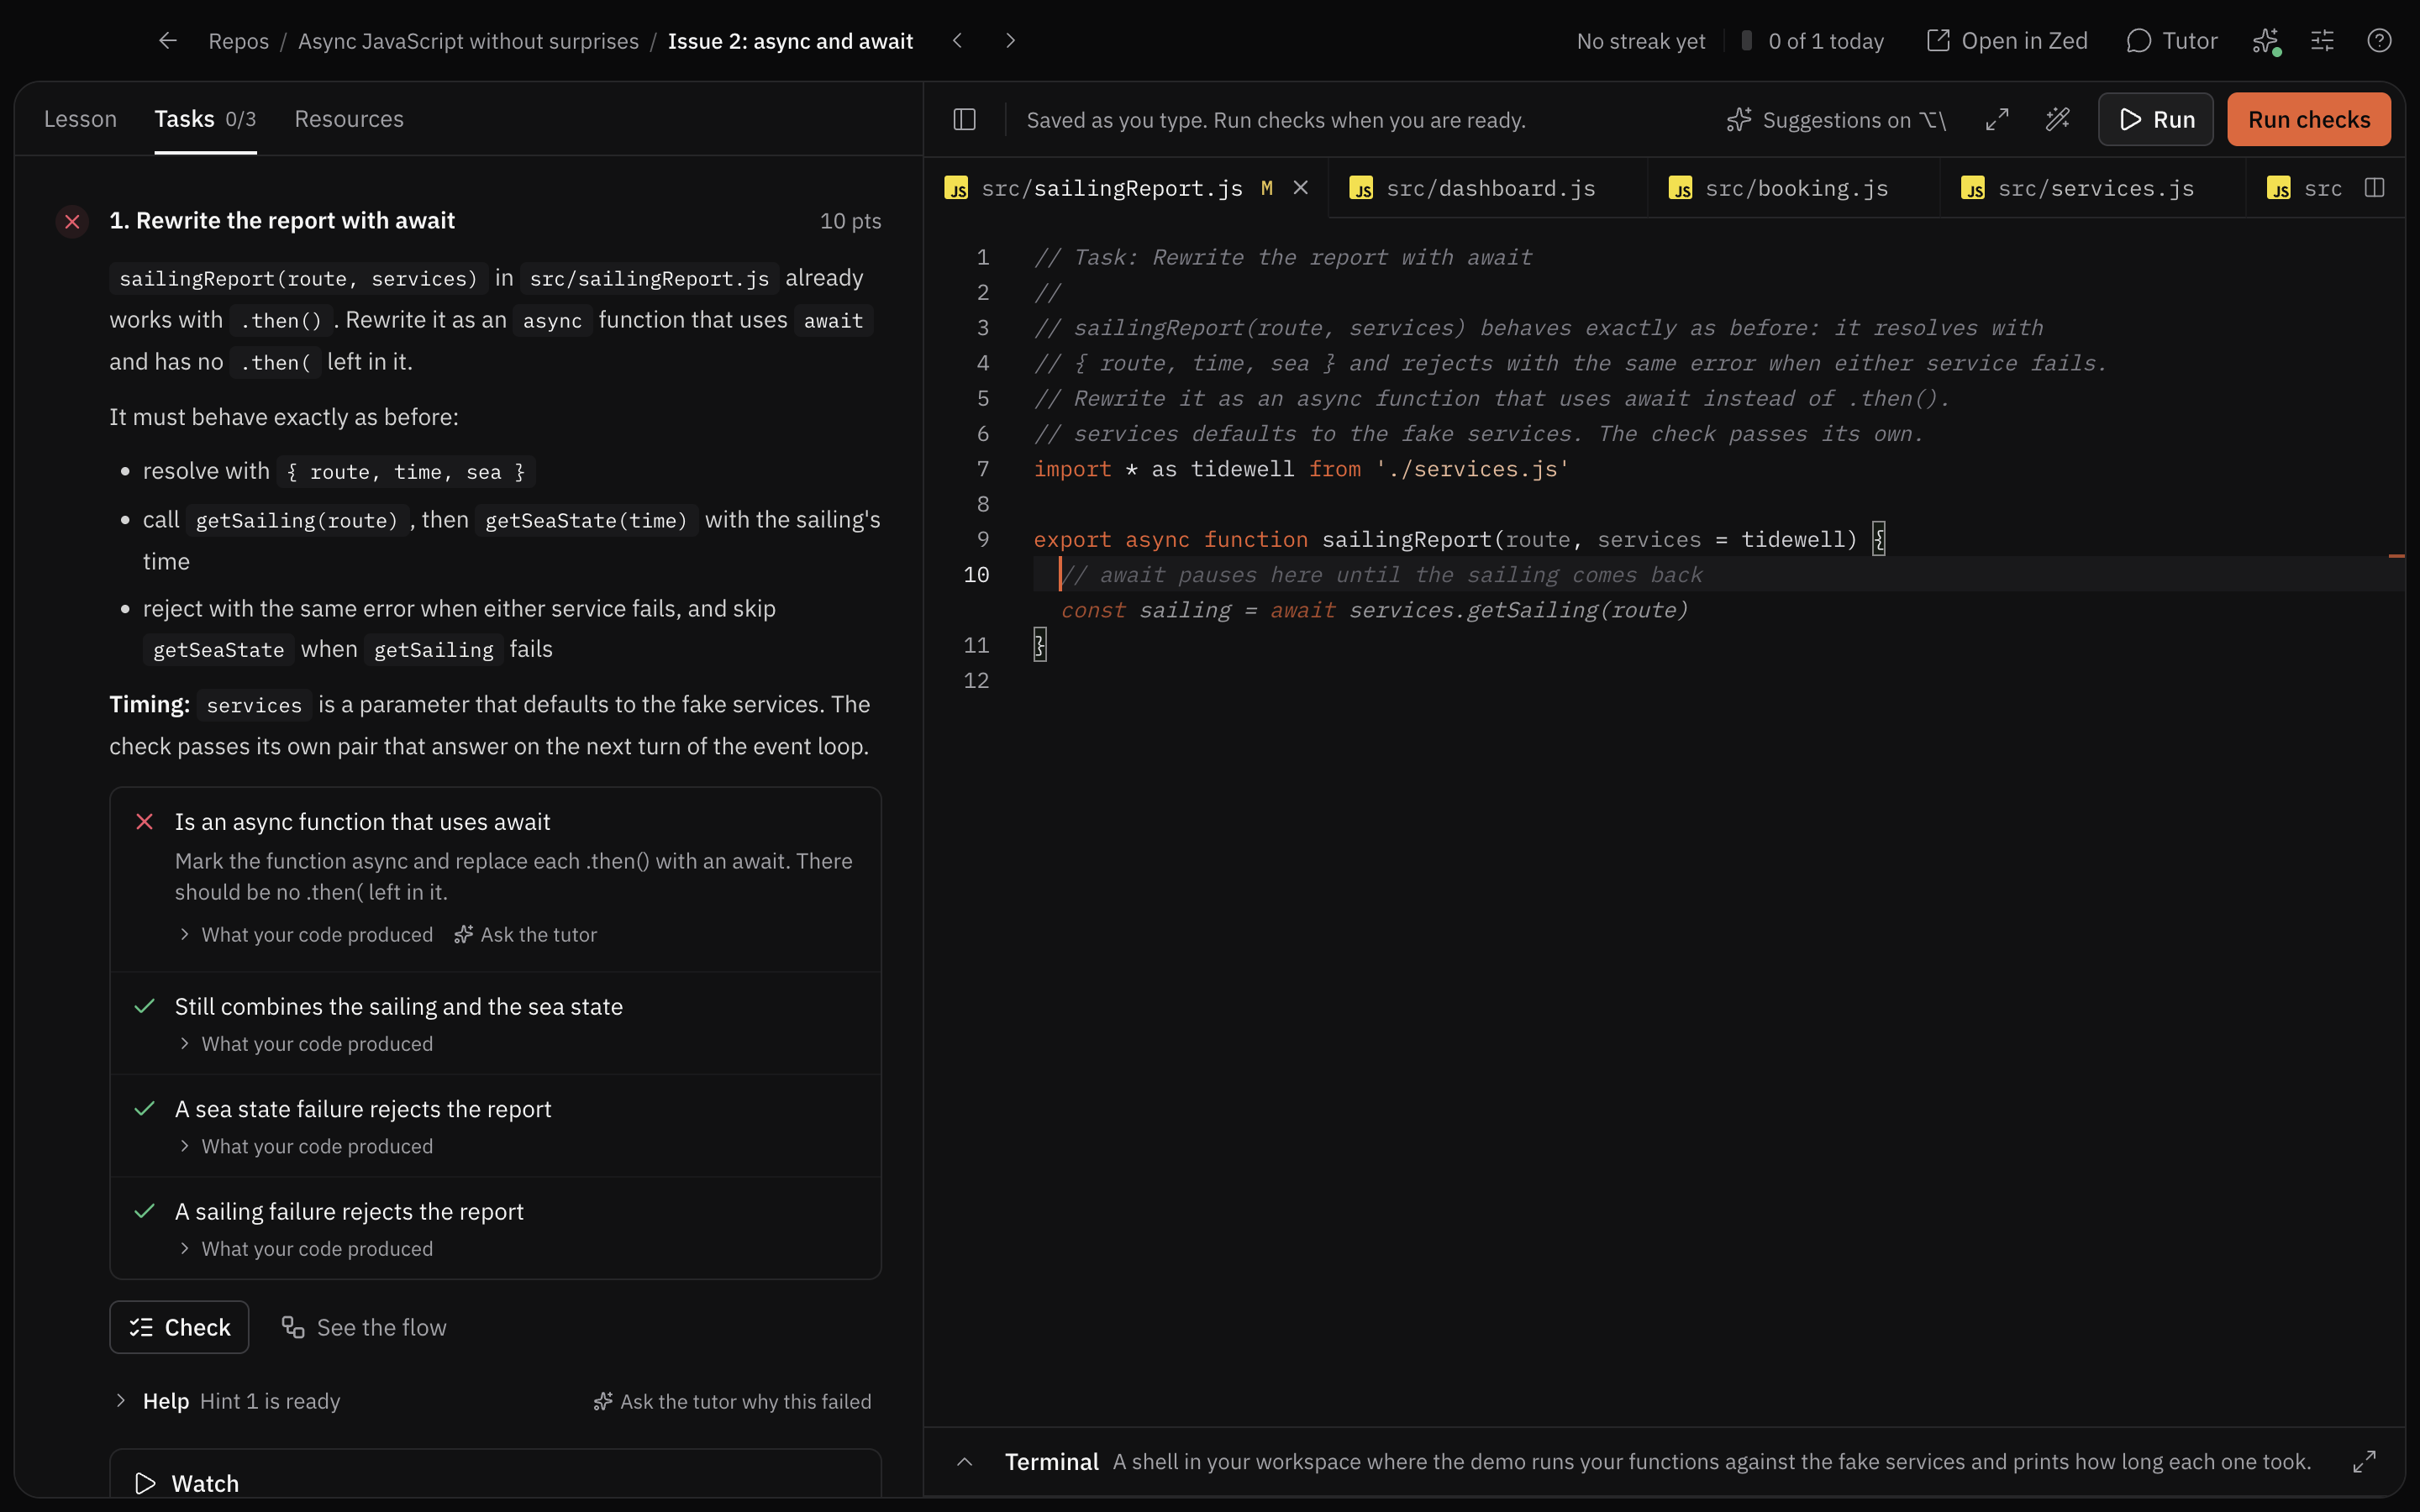 Repos / Async JavaScript without surprises / Issue 2: async and await
No streak yet
0 of 1 today
Open in Zed
Tutor
Lesson
Tasks 0/3
Resources
1. Rewrite the report with await
10 pts
sailingReport(route, services) in src/sailingReport.js already
works with .then() . Rewrite it as an async function that uses await
and has no .then( left in it.
It must behave exactly as before:
• resolve with { route, time, sea }
• call getSailing(route) , then getSeaState(time) with the sailing's
time
• reject with the same error when either service fails, and skip
getSeaState when getSailing fails
Timing: services is a parameter that defaults to the fake services. The
check passes its own pair that answer on the next turn of the event loop.
Is an async function that uses await
Mark the function async and replace each .then() with an await. There
should be no .then( left in it.
What your code produced
Ask the tutor
Still combines the sailing and the sea state
What your code produced
A sea state failure rejects the report
What your code produced
A sailing failure rejects the report
What your code produced
Check
See the flow
Help Hint 1 is ready
Ask the tutor why this failed
Watch
Saved as you type. Run checks when you are ready.
Suggestions on ⌥\
Run
Run checks
JS src/sailingReport.js M
JS src/dashboard.js
JS src/booking.js
JS src/services.js
JS src
1 // Task: Rewrite the report with await
2 //
3 // sailingReport(route, services) behaves exactly as before: it resolves with
4 // { route, time, sea } and rejects with the same error when either service fails.
5 // Rewrite it as an async function that uses await instead of .then().
6 // services defaults to the fake services. The check passes its own.
7 import * as tidewell from './services.js'
8
9 export async function sailingReport(route, services = tidewell) {
10 // await pauses here until the sailing comes back
const sailing = await services.getSailing(route)
11 }
12
Terminal A shell in your workspace where the demo runs your functions against the fake services and prints how long each one took.